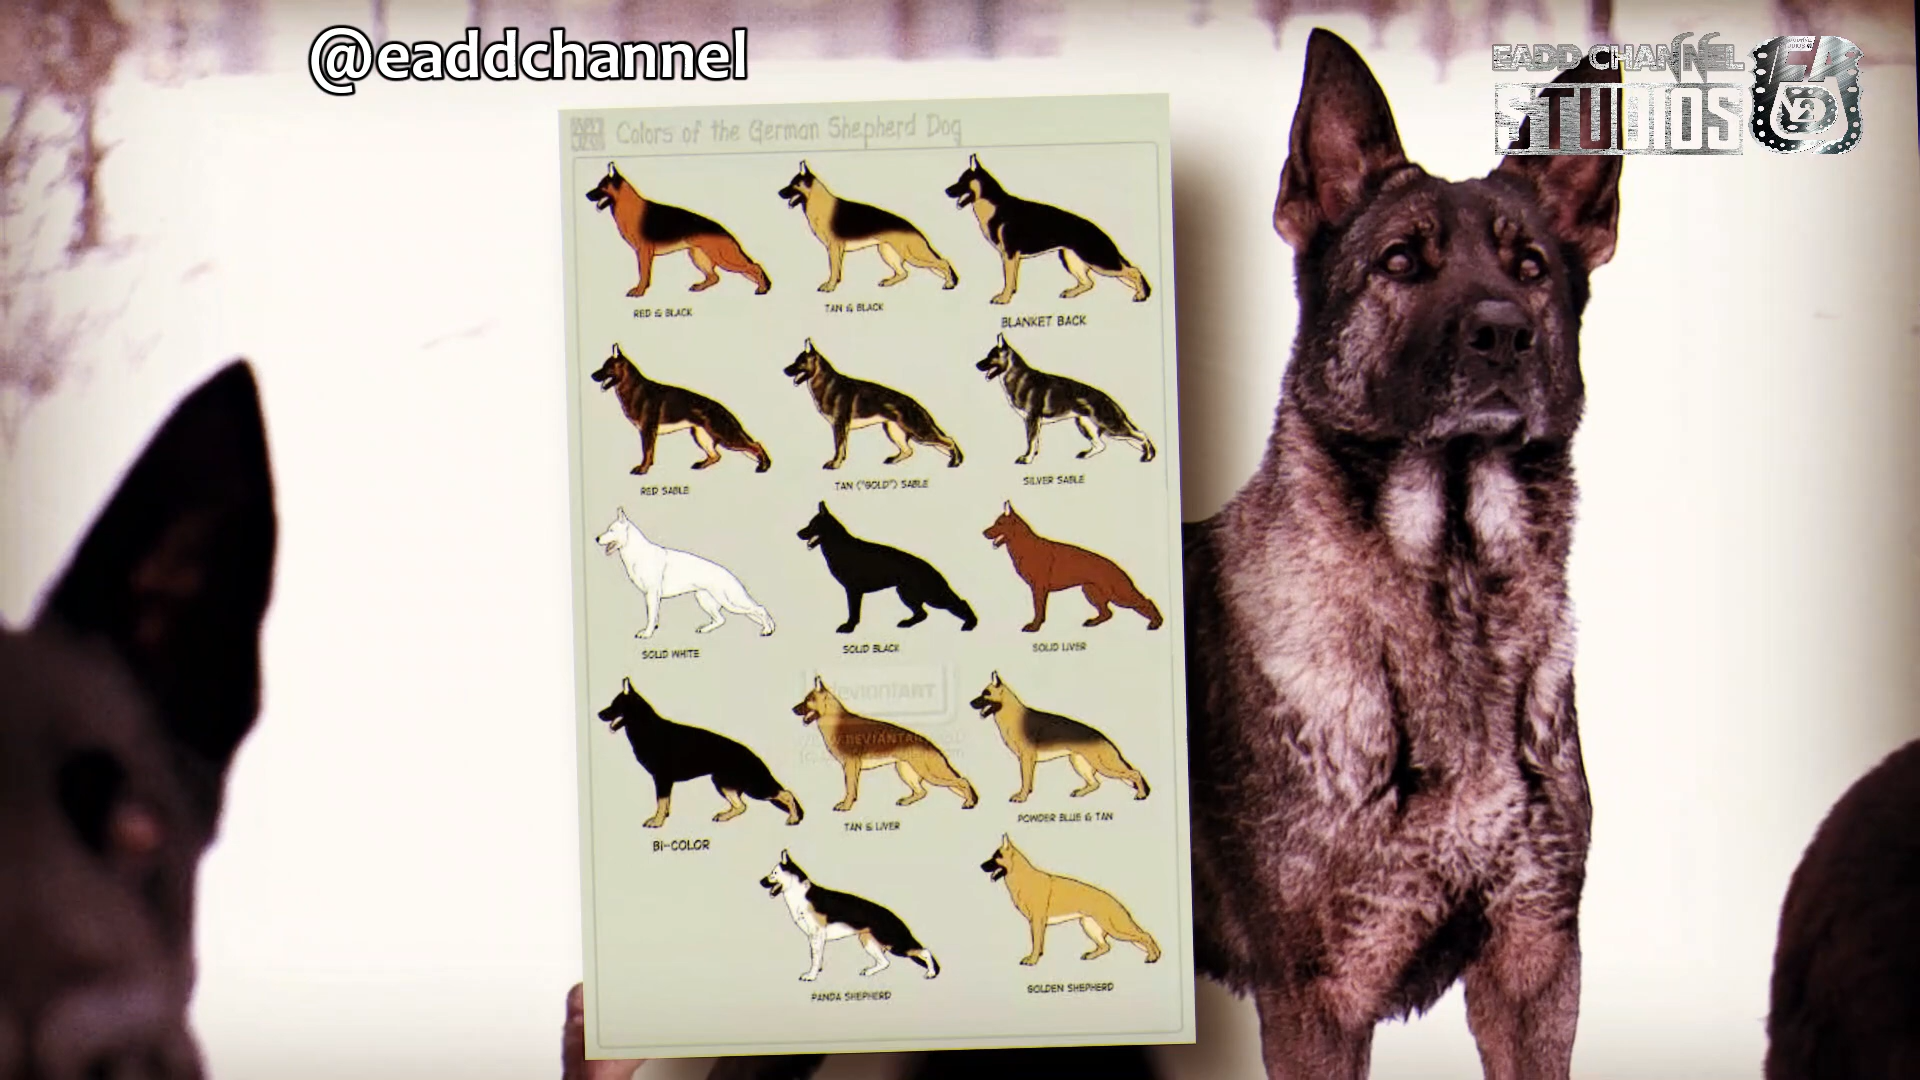 @eaddchannel
EADD CHANNEL
STUDIOS
Colors of the German Shepherd Dog
RED & BLACK
TAN & BLACK
BLANKET BACK
RED SABLE
TAN ("GOLD") SABLE
SILVER SABLE
SOLID WHITE
SOLID BLACK
SOLID LIVER
deviantART
BI-COLOR
TAN & LIVER
POWDER BLUE & TAN
PANDA SHEPHERD
GOLDEN SHEPHERD